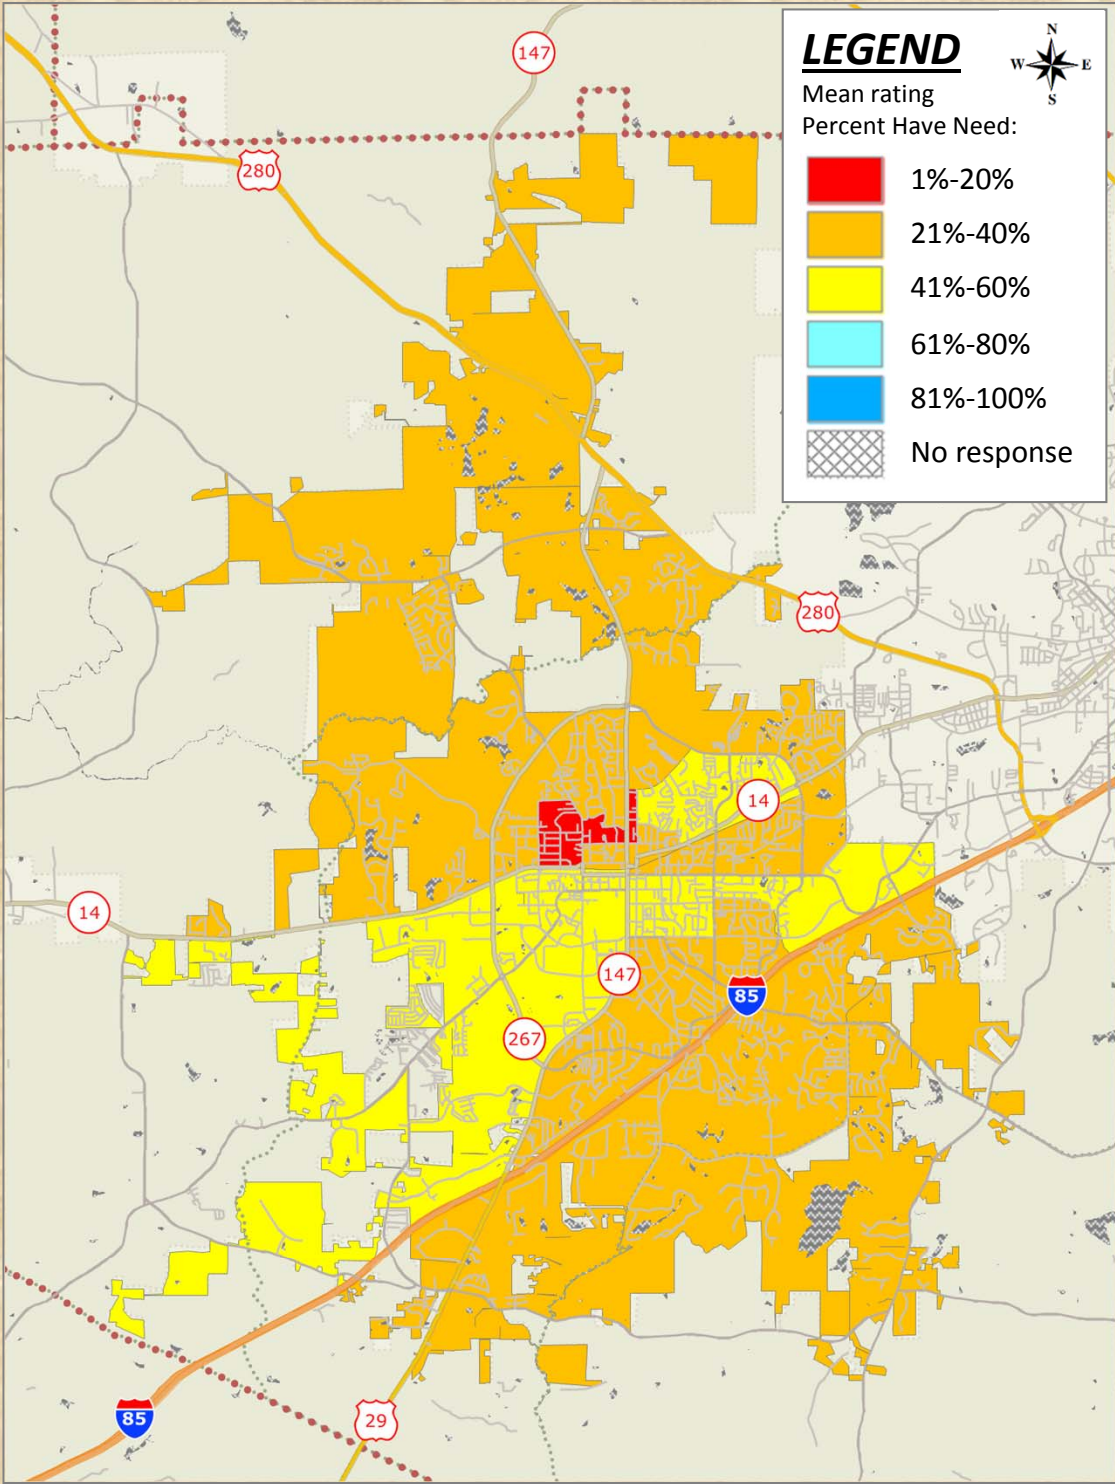 147
LEGEND
N
W E
S
Mean rating
Percent Have Need:
280
1%-20%
21%-40%
41%-60%
61%-80%
81%-100%
No response
280
14
14
147
85
267
85
29